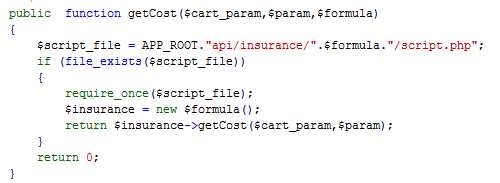 public  function getCost($cart_param,$param,$formula)
{
    $script_file = APP_ROOT."api/insurance/".$formula."/script.php";
    if (file_exists($script_file))
    {
        require_once($script_file);
        $insurance = new $formula();
        return $insurance->getCost($cart_param,$param);
    }
    return 0;
}